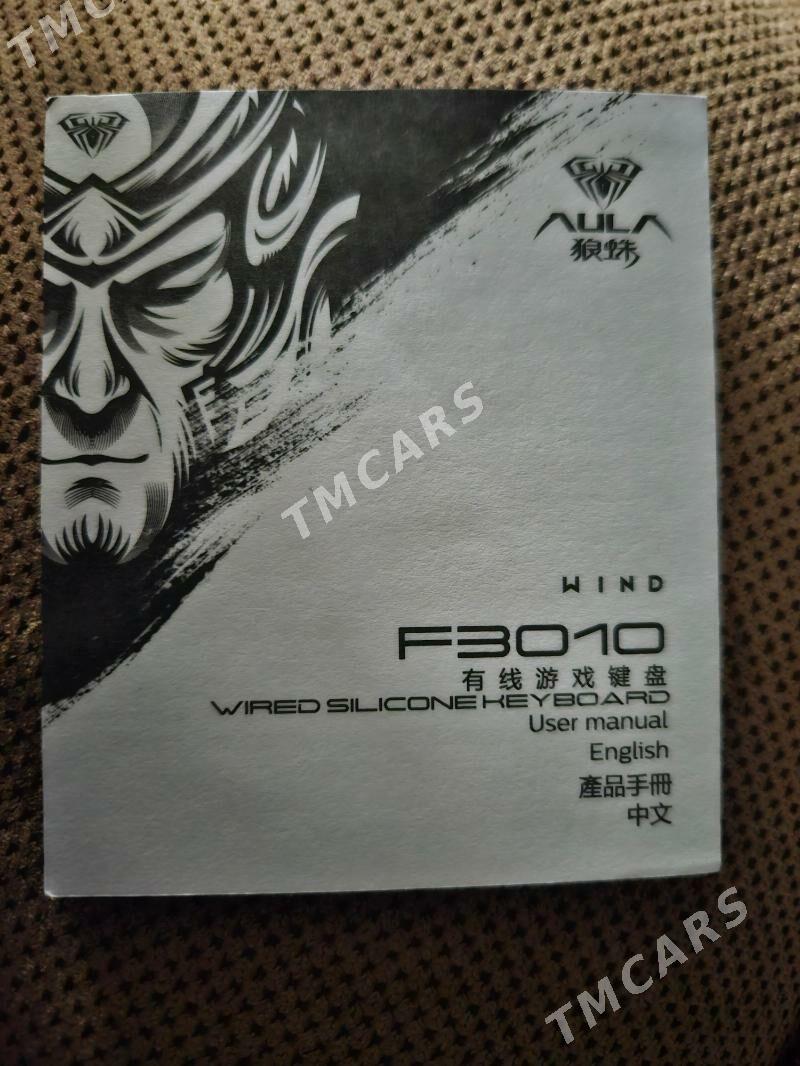 TMCARS
AULA
狼蛛
TMCARS
WIND
F3010
有线游戏键盘
WIRED SILICONE KEYBOARD
User manual
English
產品手冊
中文
TMCARS